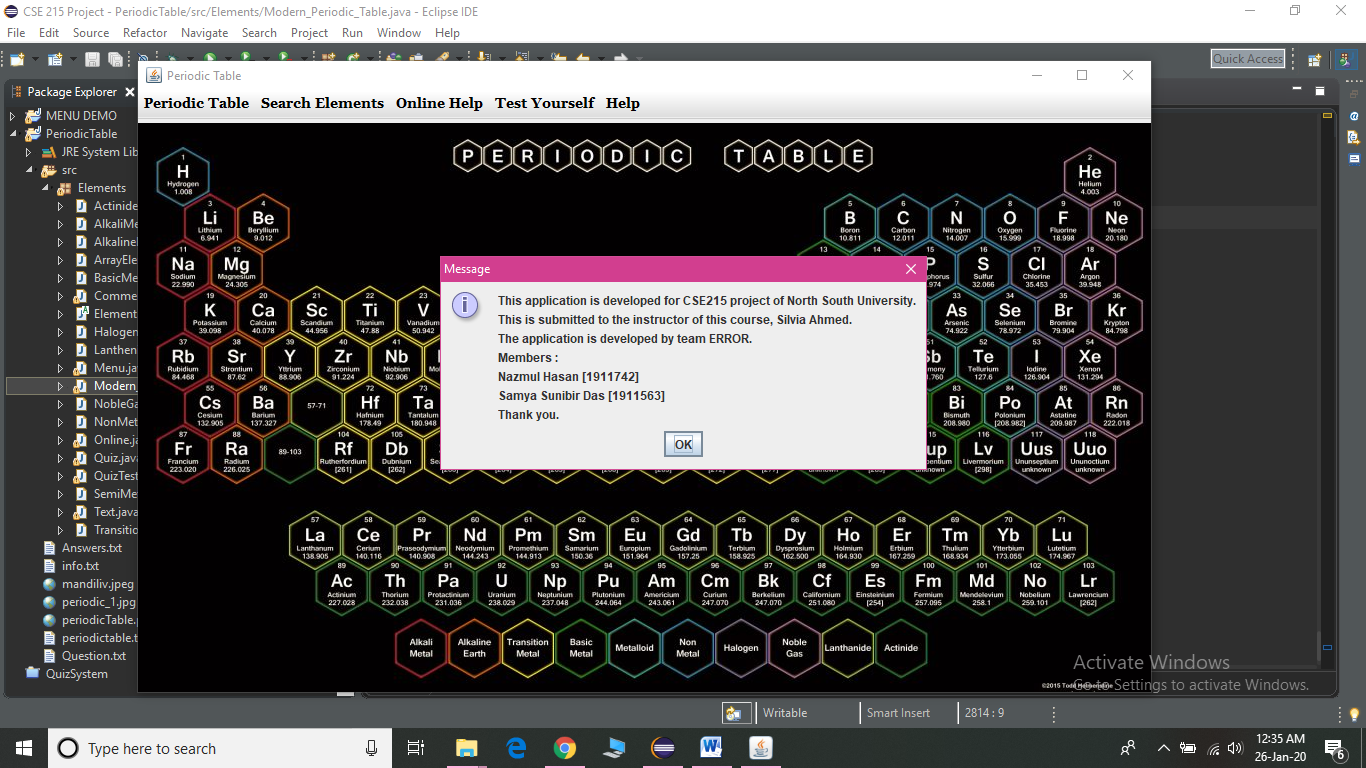 CSE 215 Project - PeriodicTable/src/Elements/Modern_Periodic_Table.java - Eclipse IDE
File Edit Source Refactor Navigate Search Project Run Window Help
Quick Access
Package Explorer
MENU DEMO
PeriodicTable
JRE System Lib
src
Elements
Actinide
AlkaliMe
Alkaline
ArrayEle
BasicMe
Comme
Element
Halogen
Lanthen
Menu.ja
Modern_
NobleGa
NonMet
Online.ja
Quiz.java
QuizTest
SemiMet
Text.java
Transitio
Answers.txt
info.txt
mandiliv.jpeg
periodic_1.jpg
periodicTable.
periodictable.t
Question.txt
QuizSystem
Periodic Table
Periodic Table Search Elements Online Help Test Yourself Help
PERIODIC TABLE
1 H Hydrogen 1.008
2 He Helium 4.003
3 Li Lithium 6.941
4 Be Beryllium 9.012
5 B Boron 10.811
6 C Carbon 12.011
7 N Nitrogen 14.007
8 O Oxygen 15.999
9 F Fluorine 18.998
10 Ne Neon 20.180
11 Na Sodium 22.990
12 Mg Magnesium 24.305
13
14
P phorus .974
16 S Sulfur 32.066
17 Cl Chlorine 35.453
18 Ar Argon 39.948
19 K Potassium 39.098
20 Ca Calcium 40.078
21 Sc Scandium 44.956
22 Ti Titanium 47.88
23 V Vanadium 50.942
33 As Arsenic 74.922
34 Se Selenium 78.972
35 Br Bromine 79.904
36 Kr Krypton 84.798
37 Rb Rubidium 84.468
38 Sr Strontium 87.62
39 Y Yttrium 88.906
40 Zr Zirconium 91.224
41 Nb Niobium 92.906
Sb mony .760
52 Te Tellurium 127.6
53 I Iodine 126.904
54 Xe Xenon 131.294
55 Cs Cesium 132.905
56 Ba Barium 137.327
57-71
72 Hf Hafnium 178.49
73 Ta Tantalum 180.948
83 Bi Bismuth 208.980
84 Po Polonium [208.982]
85 At Astatine 209.987
86 Rn Radon 222.018
87 Fr Francium 223.020
88 Ra Radium 226.025
89-103
104 Rf Rutherfordium [261]
105 Db Dubnium [262]
116 Lv Livermorium [298]
117 Uus Ununseptium unknown
118 Uuo Ununoctium unknown
Message
This application is developed for CSE215 project of North South University.
This is submitted to the instructor of this course, Silvia Ahmed.
The application is developed by team ERROR.
Members :
Nazmul Hasan [1911742]
Samya Sunibir Das [1911563]
Thank you.
OK
57 La Lanthanum 138.905
58 Ce Cerium 140.116
59 Pr Praseodymium 140.908
60 Nd Neodymium 144.243
61 Pm Promethium 144.913
62 Sm Samarium 150.36
63 Eu Europium 151.964
64 Gd Gadolinium 157.25
65 Tb Terbium 158.925
66 Dy Dysprosium 162.500
67 Ho Holmium 164.930
68 Er Erbium 167.259
69 Tm Thulium 168.934
70 Yb Ytterbium 173.055
71 Lu Lutetium 174.967
89 Ac Actinium 227.028
90 Th Thorium 232.038
91 Pa Protactinium 231.036
92 U Uranium 238.029
93 Np Neptunium 237.048
94 Pu Plutonium 244.064
95 Am Americium 243.061
96 Cm Curium 247.070
97 Bk Berkelium 247.070
98 Cf Californium 251.080
99 Es Einsteinium [254]
100 Fm Fermium 257.095
101 Md Mendelevium 258.1
102 No Nobelium 259.101
103 Lr Lawrencium [262]
Alkali Metal
Alkaline Earth
Transition Metal
Basic Metal
Metalloid
Non Metal
Halogen
Noble Gas
Lanthanide
Actinide
Activate Windows
Go to Settings to activate Windows.
Writable Smart Insert 2814 : 9
Type here to search
12:35 AM
26-Jan-20
6